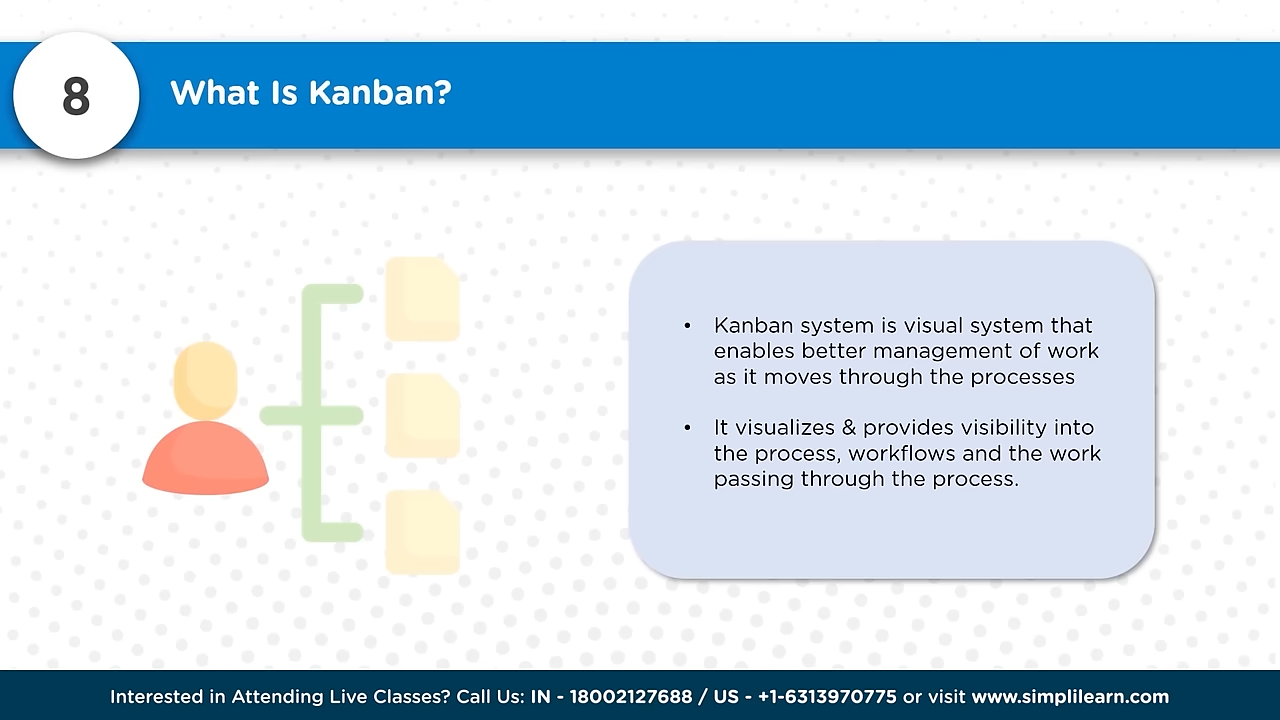 8
What Is Kanban?
• Kanban system is visual system that
enables better management of work
as it moves through the processes
• It visualizes & provides visibility into
the process, workflows and the work
passing through the process.
Interested in Attending Live Classes? Call Us: IN - 18002127688 / US - +1-6313970775 or visit www.simplilearn.com